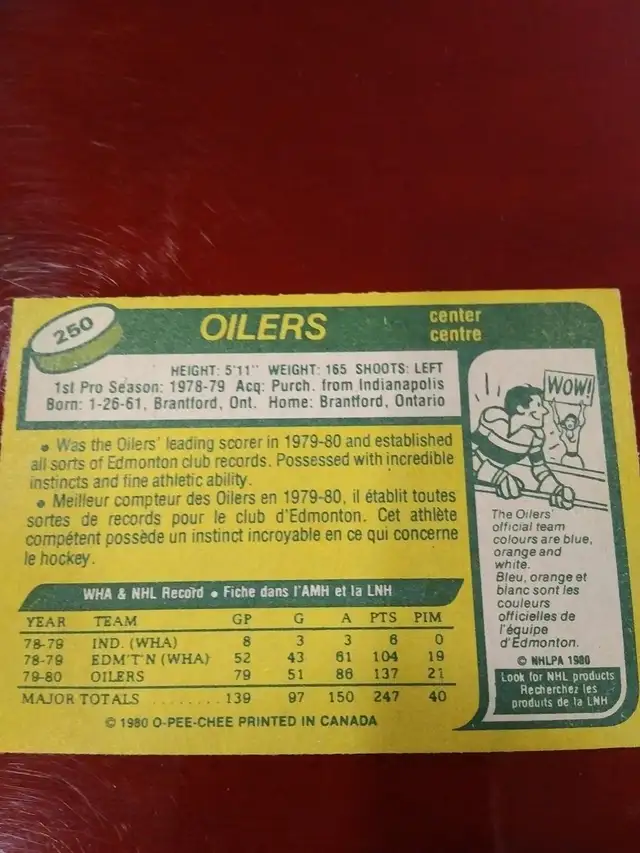 250
OILERS
center
centre
HEIGHT: 5'11" WEIGHT: 165 SHOOTS: LEFT
1st Pro Season: 1978-79 Acq: Purch. from Indianapolis
Born: 1-26-61, Brantford, Ont. Home: Brantford, Ontario
• Was the Oilers' leading scorer in 1979-80 and established
all sorts of Edmonton club records. Possessed with incredible
instincts and fine athletic ability.
• Meilleur compteur des Oilers en 1979-80, il établit toutes
sortes de records pour le club d'Edmonton. Cet athlète
compétent possède un instinct incroyable en ce qui concerne
le hockey.
WHA & NHL Record • Fiche dans l'AMH et la LNH
YEAR TEAM GP G A PTS PIM
78-79 IND. (WHA) 8 3 3 6 0
78-79 EDM'T'N (WHA) 52 43 61 104 19
79-80 OILERS 79 51 86 137 21
MAJOR TOTALS ........ 139 97 150 247 40
© 1980 O-PEE-CHEE PRINTED IN CANADA
WOW!
The Oilers'
official team
colours are blue,
orange and
white.
Bleu, orange et
blanc sont les
couleurs
officielles de
l'équipe
d'Edmonton.
© NHLPA 1980
Look for NHL products
Recherchez les
produits de la LNH